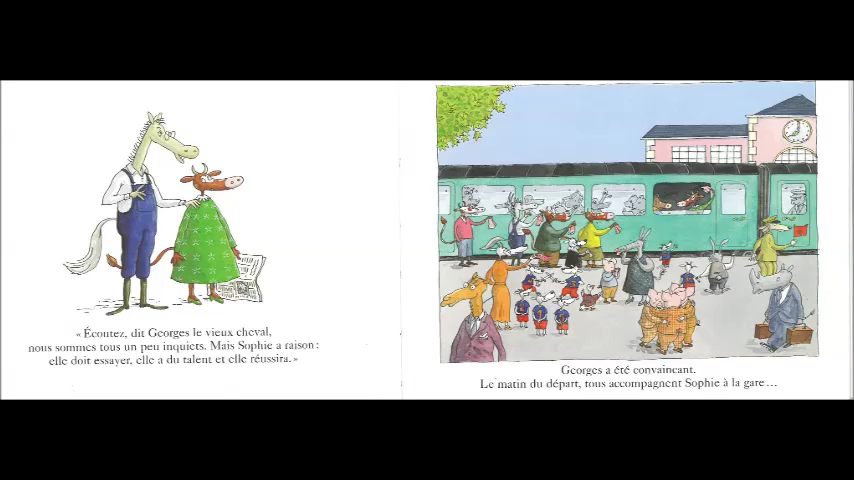 « Écoutez, dit Georges le vieux cheval,
nous sommes tous un peu inquiets. Mais Sophie a raison :
elle doit essayer, elle a du talent et elle réussira. »
Georges a été convaincant.
Le matin du départ, tous accompagnent Sophie à la gare…